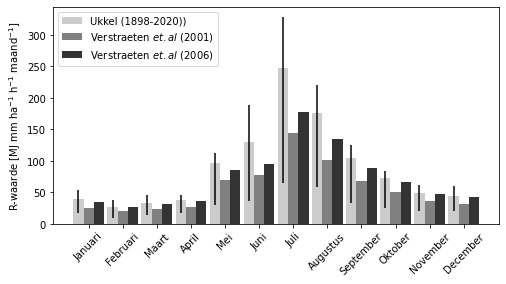 Ukkel (1898-2020))
Verstraeten et.al (2001)
Verstraeten et.al (2006)
R-waarde [MJ mm ha⁻¹ h⁻¹ maand⁻¹]
300
250
200
150
100
50
0
Januari
Februari
Maart
April
Mei
Juni
Juli
Augustus
September
Oktober
November
December